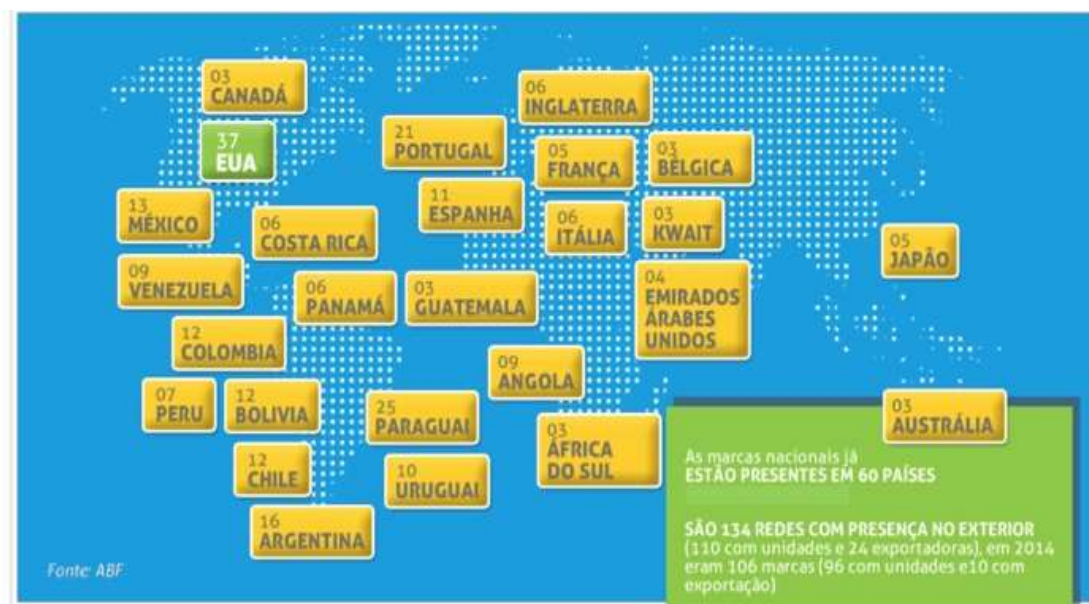 03
CANADÁ
06
INGLATERRA
37
EUA
21
PORTUGAL
05
FRANÇA
03
BÉLGICA
13
MÉXICO
06
COSTA RICA
11
ESPANHA
06
ITÁLIA
03
KWAIT
05
JAPÃO
09
VENEZUELA
06
PANAMÁ
03
GUATEMALA
04
EMIRADOS
ÁRABES
UNIDOS
12
COLOMBIA
09
ANGOLA
07
PERU
12
BOLIVIA
25
PARAGUAI
03
ÁFRICA
DO SUL
03
AUSTRÁLIA
12
CHILE
10
URUGUAI
16
ARGENTINA
As marcas nacionais já
ESTÃO PRESENTES EM 60 PAÍSES
SÃO 134 REDES COM PRESENÇA NO EXTERIOR
(110 com unidades e 24 exportadoras), em 2014
eram 106 marcas (96 com unidades e10 com
exportação)
Fonte: ABF